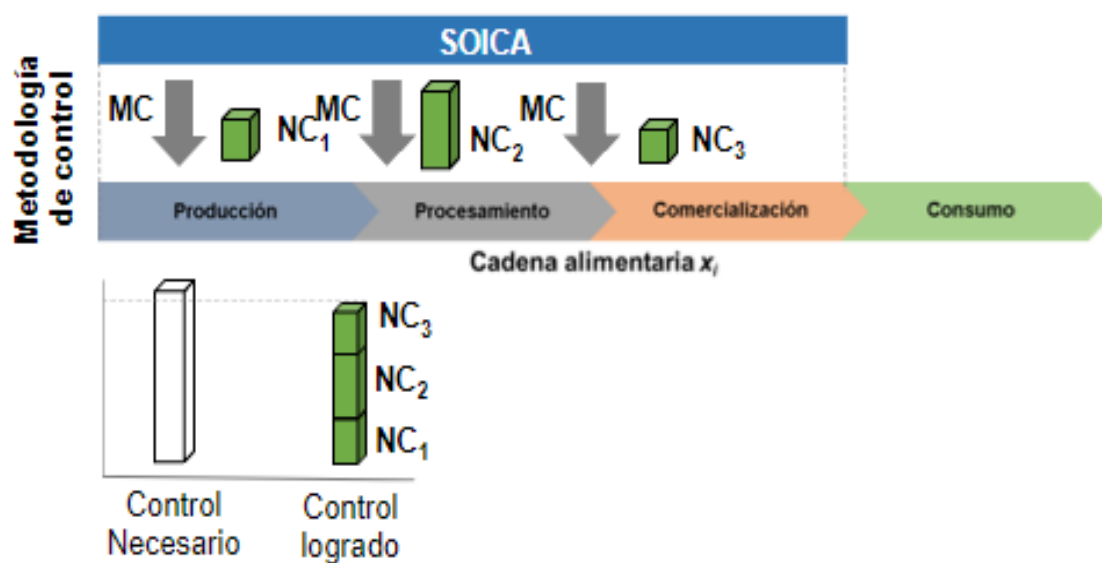 SOICA
Metodología
de control
MC
NC₁
MC
NC₂
MC
NC₃
Producción
Procesamiento
Comercialización
Consumo
Cadena alimentaria xᵢ
NC₃
NC₂
NC₁
Control
Necesario
Control
logrado